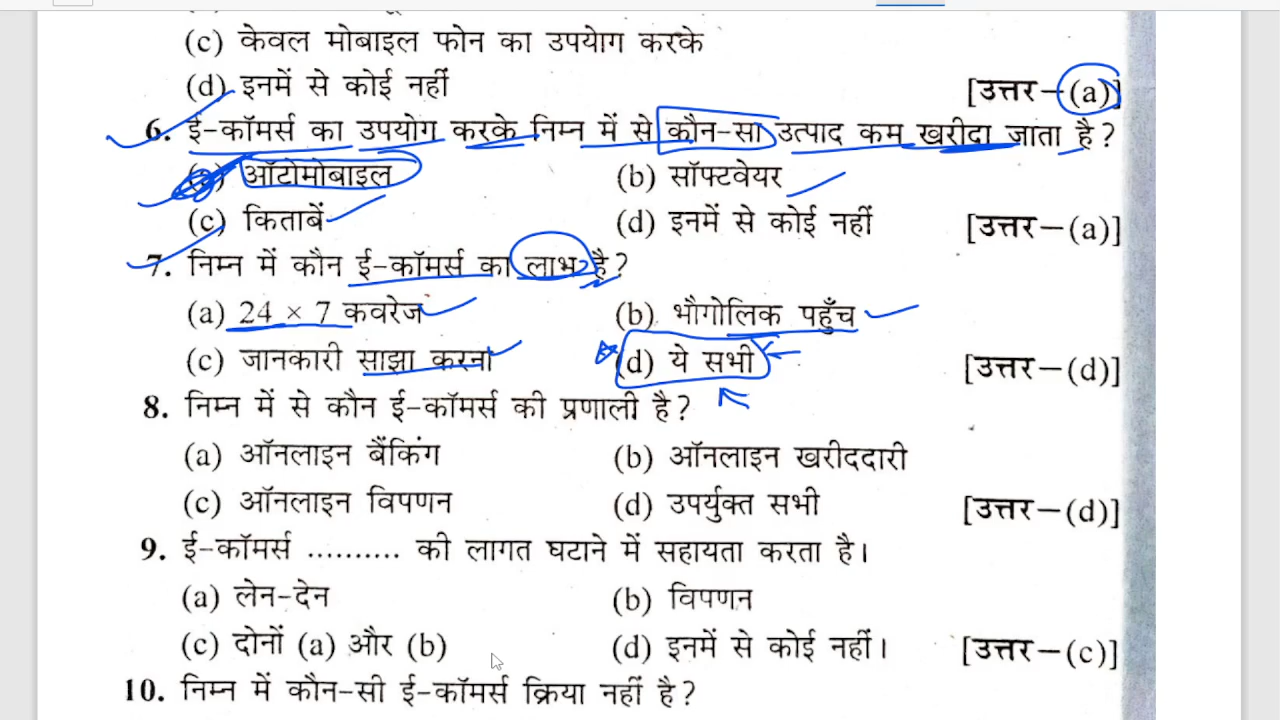 (c) केवल मोबाइल फोन का उपयोग करके
(d) इनमें से कोई नहीं [उत्तर–(a)]
6. ई-कॉमर्स का उपयोग करके निम्न में से कौन-सा उत्पाद कम खरीदा जाता है?
ऑटोमोबाइल (b) सॉफ्टवेयर
(c) किताबें (d) इनमें से कोई नहीं [उत्तर–(a)]
7. निम्न में कौन ई-कॉमर्स का लाभ है?
(a) 24 × 7 कवरेज (b) भौगोलिक पहुँच
(c) जानकारी साझा करना (d) ये सभी [उत्तर–(d)]
8. निम्न में से कौन ई-कॉमर्स की प्रणाली है?
(a) ऑनलाइन बैंकिंग (b) ऑनलाइन खरीददारी
(c) ऑनलाइन विपणन (d) उपर्युक्त सभी [उत्तर–(d)]
9. ई-कॉमर्स .......... की लागत घटाने में सहायता करता है।
(a) लेन-देन (b) विपणन
(c) दोनों (a) और (b) (d) इनमें से कोई नहीं। [उत्तर–(c)]
10. निम्न में कौन-सी ई-कॉमर्स क्रिया नहीं है?